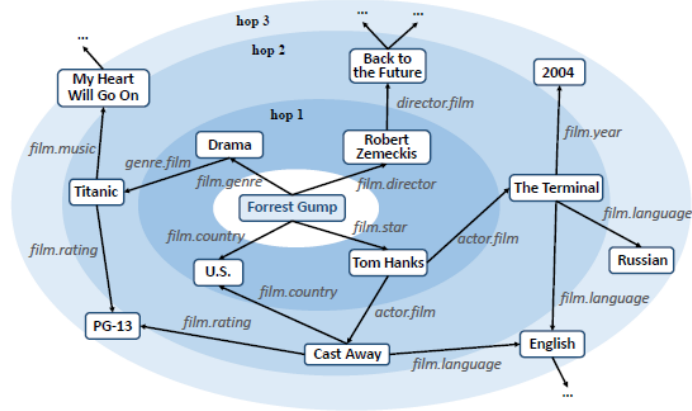 hop 3
...
...
...
hop 2
My Heart
Will Go On
Back to
the Future
2004
director.film
hop 1
film.year
film.music
Drama
Robert
Zemeckis
genre.film
film.genre
film.director
Titanic
The Terminal
Forrest Gump
film.language
film.star
film.country
actor.film
film.rating
U.S.
Tom Hanks
Russian
film.country
film.language
actor.film
PG-13
film.rating
Cast Away
English
film.language
...